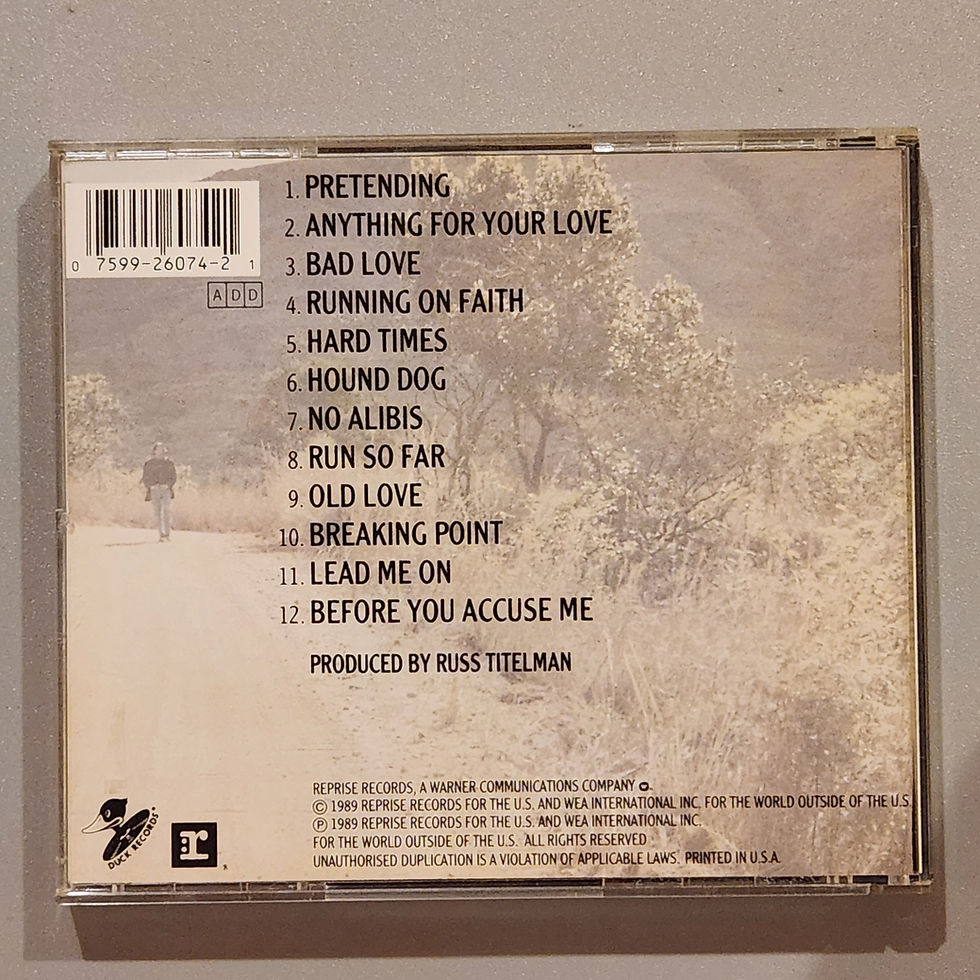 0 7599-26074-2 1
ADD
1. PRETENDING
2. ANYTHING FOR YOUR LOVE
3. BAD LOVE
4. RUNNING ON FAITH
5. HARD TIMES
6. HOUND DOG
7. NO ALIBIS
8. RUN SO FAR
9. OLD LOVE
10. BREAKING POINT
11. LEAD ME ON
12. BEFORE YOU ACCUSE ME
PRODUCED BY RUSS TITELMAN
REPRISE RECORDS, A WARNER COMMUNICATIONS COMPANY
© 1989 REPRISE RECORDS FOR THE U.S. AND WEA INTERNATIONAL INC. FOR THE WORLD OUTSIDE OF THE U.S.
℗ 1989 REPRISE RECORDS FOR THE U.S. AND WEA INTERNATIONAL INC.
FOR THE WORLD OUTSIDE OF THE U.S. ALL RIGHTS RESERVED
UNAUTHORISED DUPLICATION IS A VIOLATION OF APPLICABLE LAWS. PRINTED IN U.S.A.
DUCK RECORDS
:r